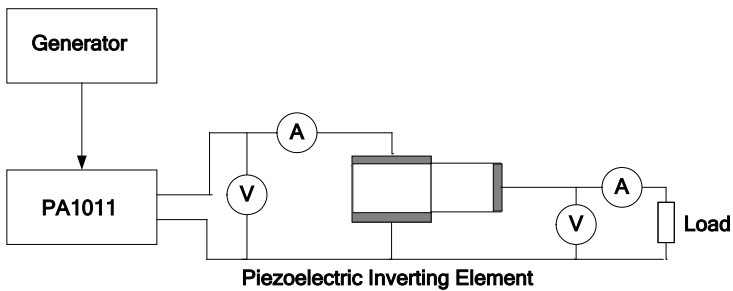 Generator
PA1011
A
V
A
V
Load
Piezoelectric Inverting Element